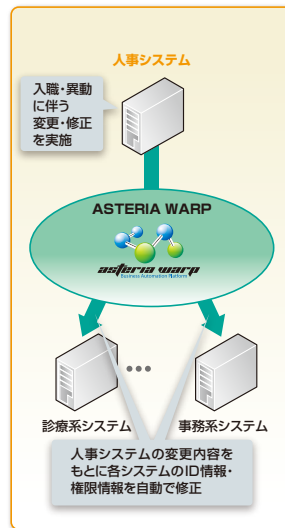 人事システム
入職・異動
に伴う
変更・修正
を実施
ASTERIA WARP
asteria warp
Business Automation Platform
診療系システム
事務系システム
人事システムの変更内容を
もとに各システムのID情報・
権限情報を自動で修正